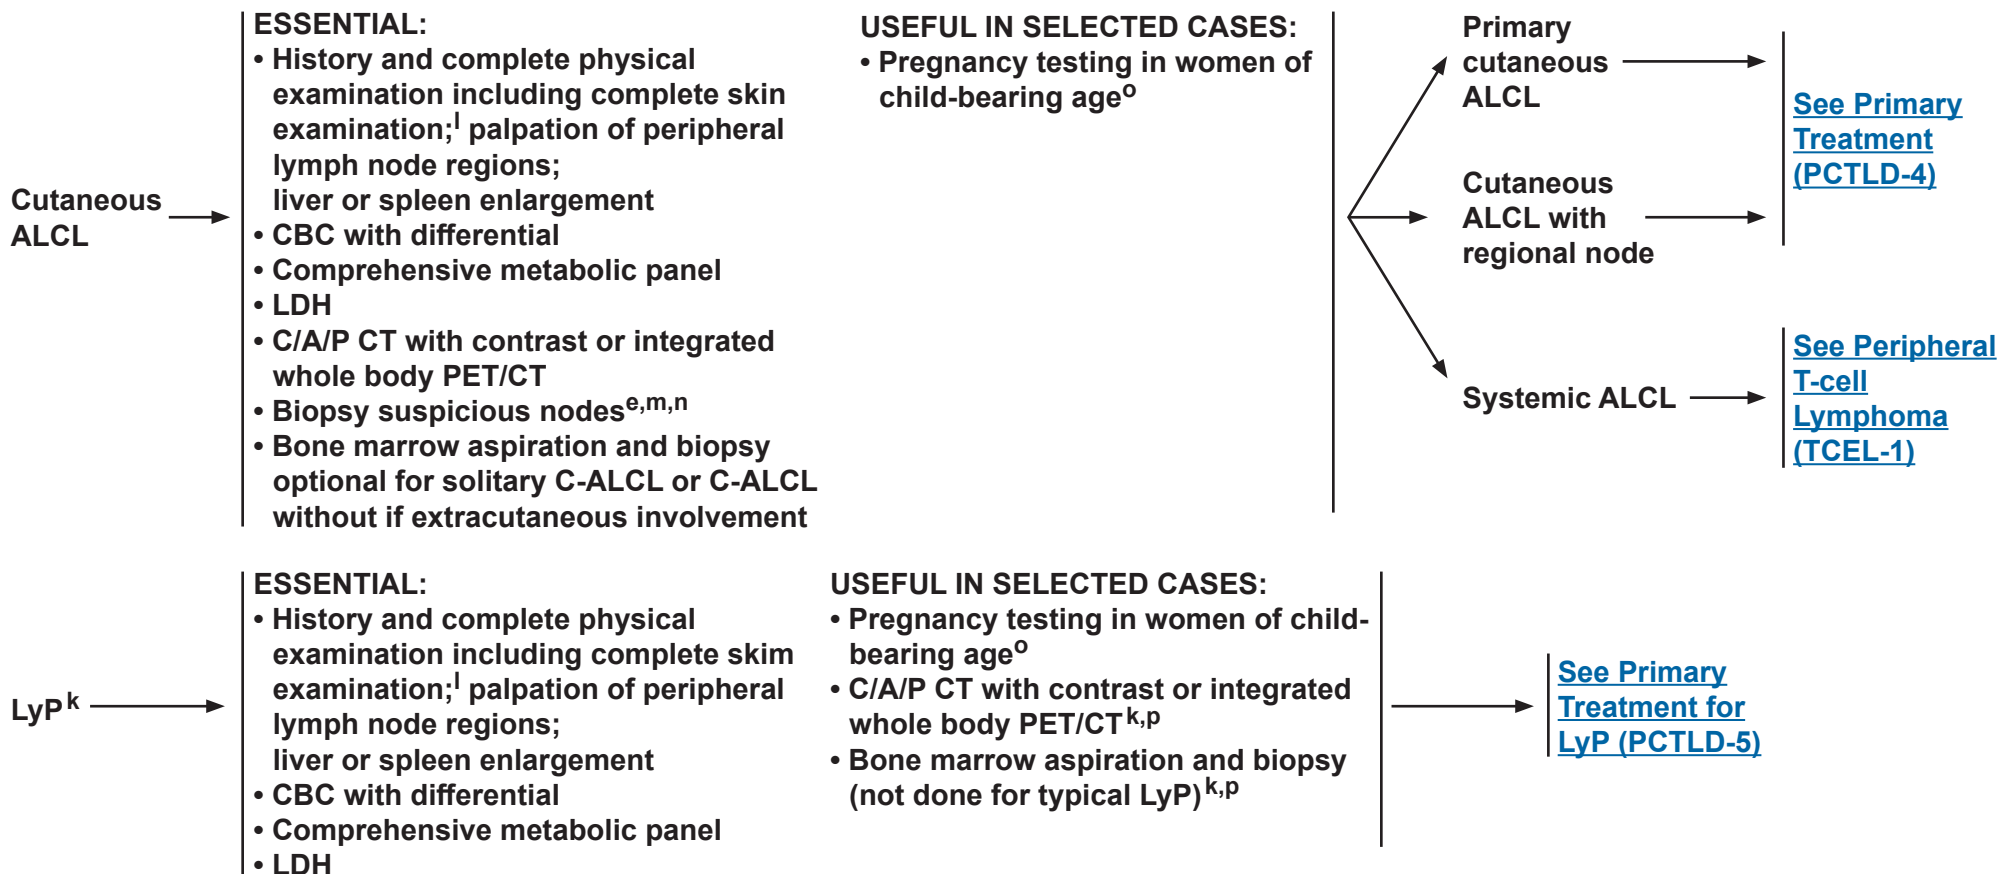 Cutaneous
ALCL
ESSENTIAL:
• History and complete physical
examination including complete skin
examination;l palpation of peripheral
lymph node regions;
liver or spleen enlargement
• CBC with differential
• Comprehensive metabolic panel
• LDH
• C/A/P CT with contrast or integrated
whole body PET/CT
• Biopsy suspicious nodese,m,n
• Bone marrow aspiration and biopsy
optional for solitary C-ALCL or C-ALCL
without if extracutaneous involvement
USEFUL IN SELECTED CASES:
• Pregnancy testing in women of
child-bearing ageo
Primary
cutaneous
ALCL
Cutaneous
ALCL with
regional node
See Primary
Treatment
(PCTLD-4)
Systemic ALCL
See Peripheral
T-cell
Lymphoma
(TCEL-1)
LyPk
ESSENTIAL:
• History and complete physical
examination including complete skim
examination;l palpation of peripheral
lymph node regions;
liver or spleen enlargement
• CBC with differential
• Comprehensive metabolic panel
• LDH
USEFUL IN SELECTED CASES:
• Pregnancy testing in women of child-
bearing ageo
• C/A/P CT with contrast or integrated
whole body PET/CTk,p
• Bone marrow aspiration and biopsy
(not done for typical LyP)k,p
See Primary
Treatment for
LyP (PCTLD-5)